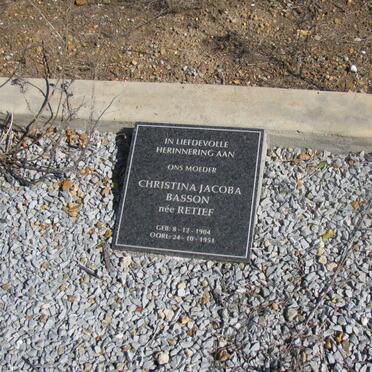 IN LIEFDEVOLLE
HERINNERING AAN
ONS MOEDER
CHRISTINA JACOBA
BASSON
née RETIEF
GEB: 8 - 12 - 1904
OORL: 24 - 10 - 1951